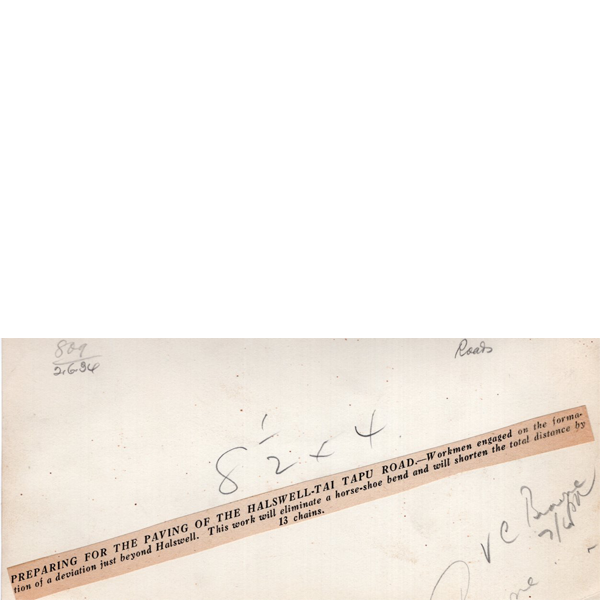 809
2.6.34
Roads
8 1/2 x 4
PREPARING FOR THE PAVING OF THE HALSWELL-TAI TAPU ROAD.—Workmen engaged on the forma-
tion of a deviation just beyond Halswell. This work will eliminate a horse-shoe bend and will shorten the total distance by
13 chains.
V C Browne